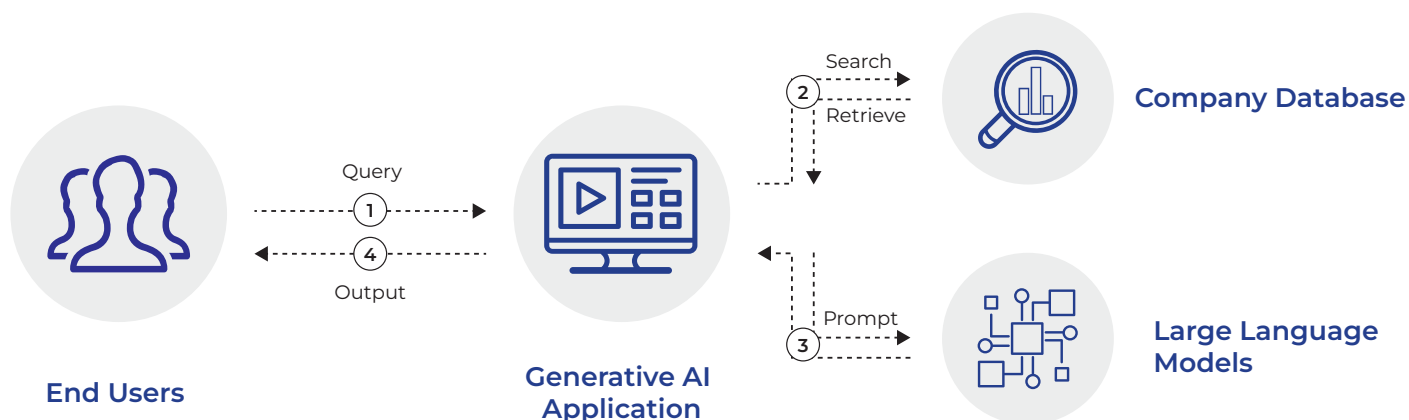 Search
2
Retrieve
Company Database
Query
1
4
Output
Prompt
3
Large Language
Models
End Users
Generative AI
Application